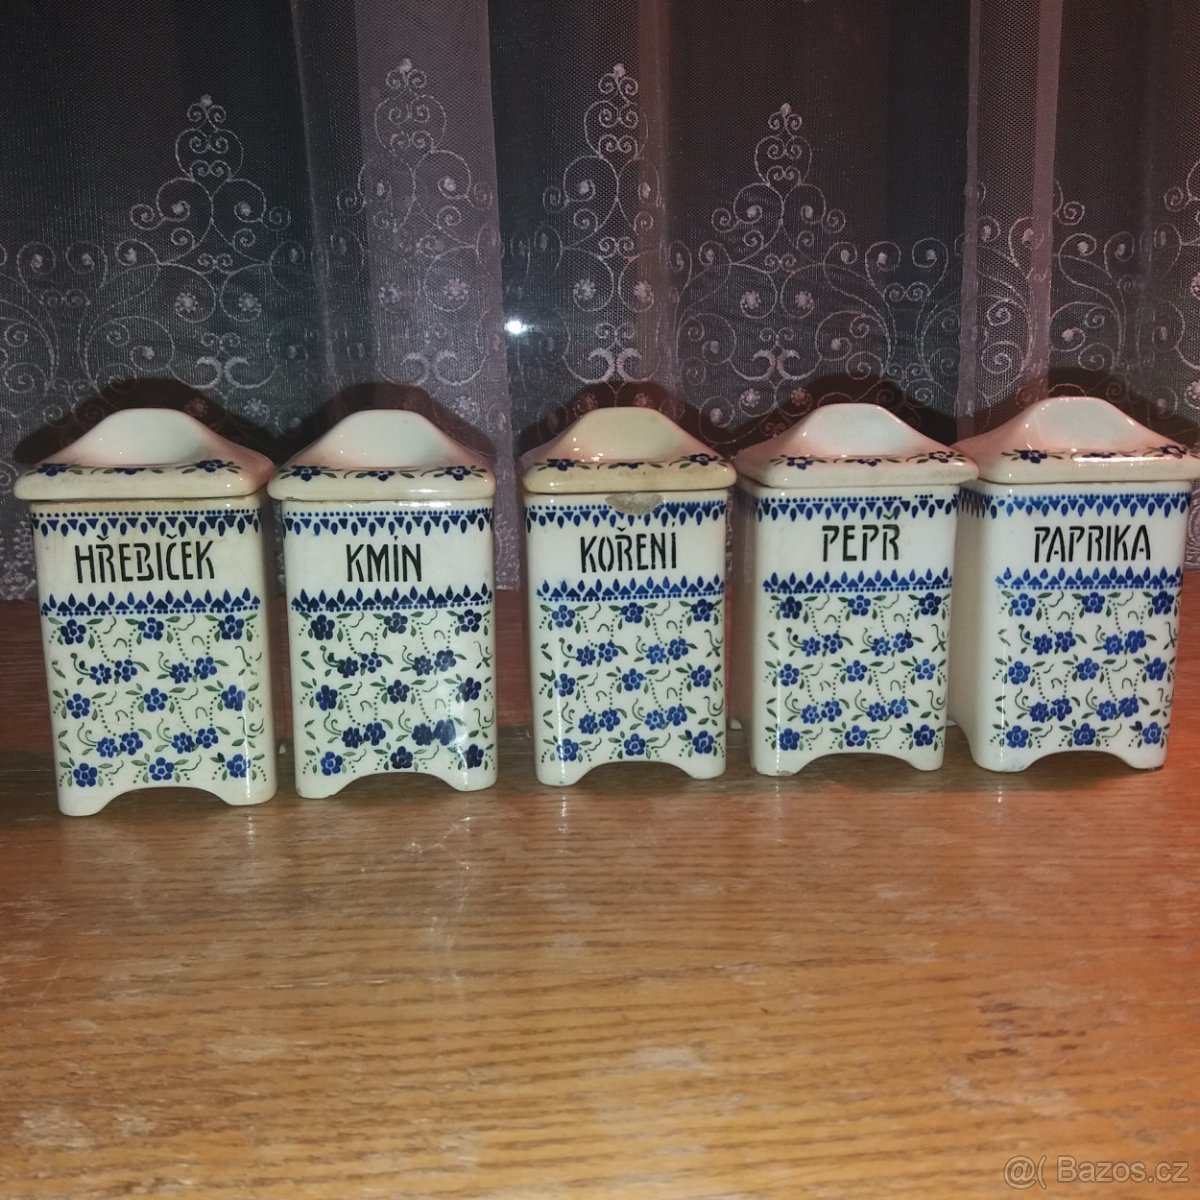 HŘEBÍČEK
KMÍN
KOŘENÍ
PEPŘ
PAPRIKA
@( Bazos.cz